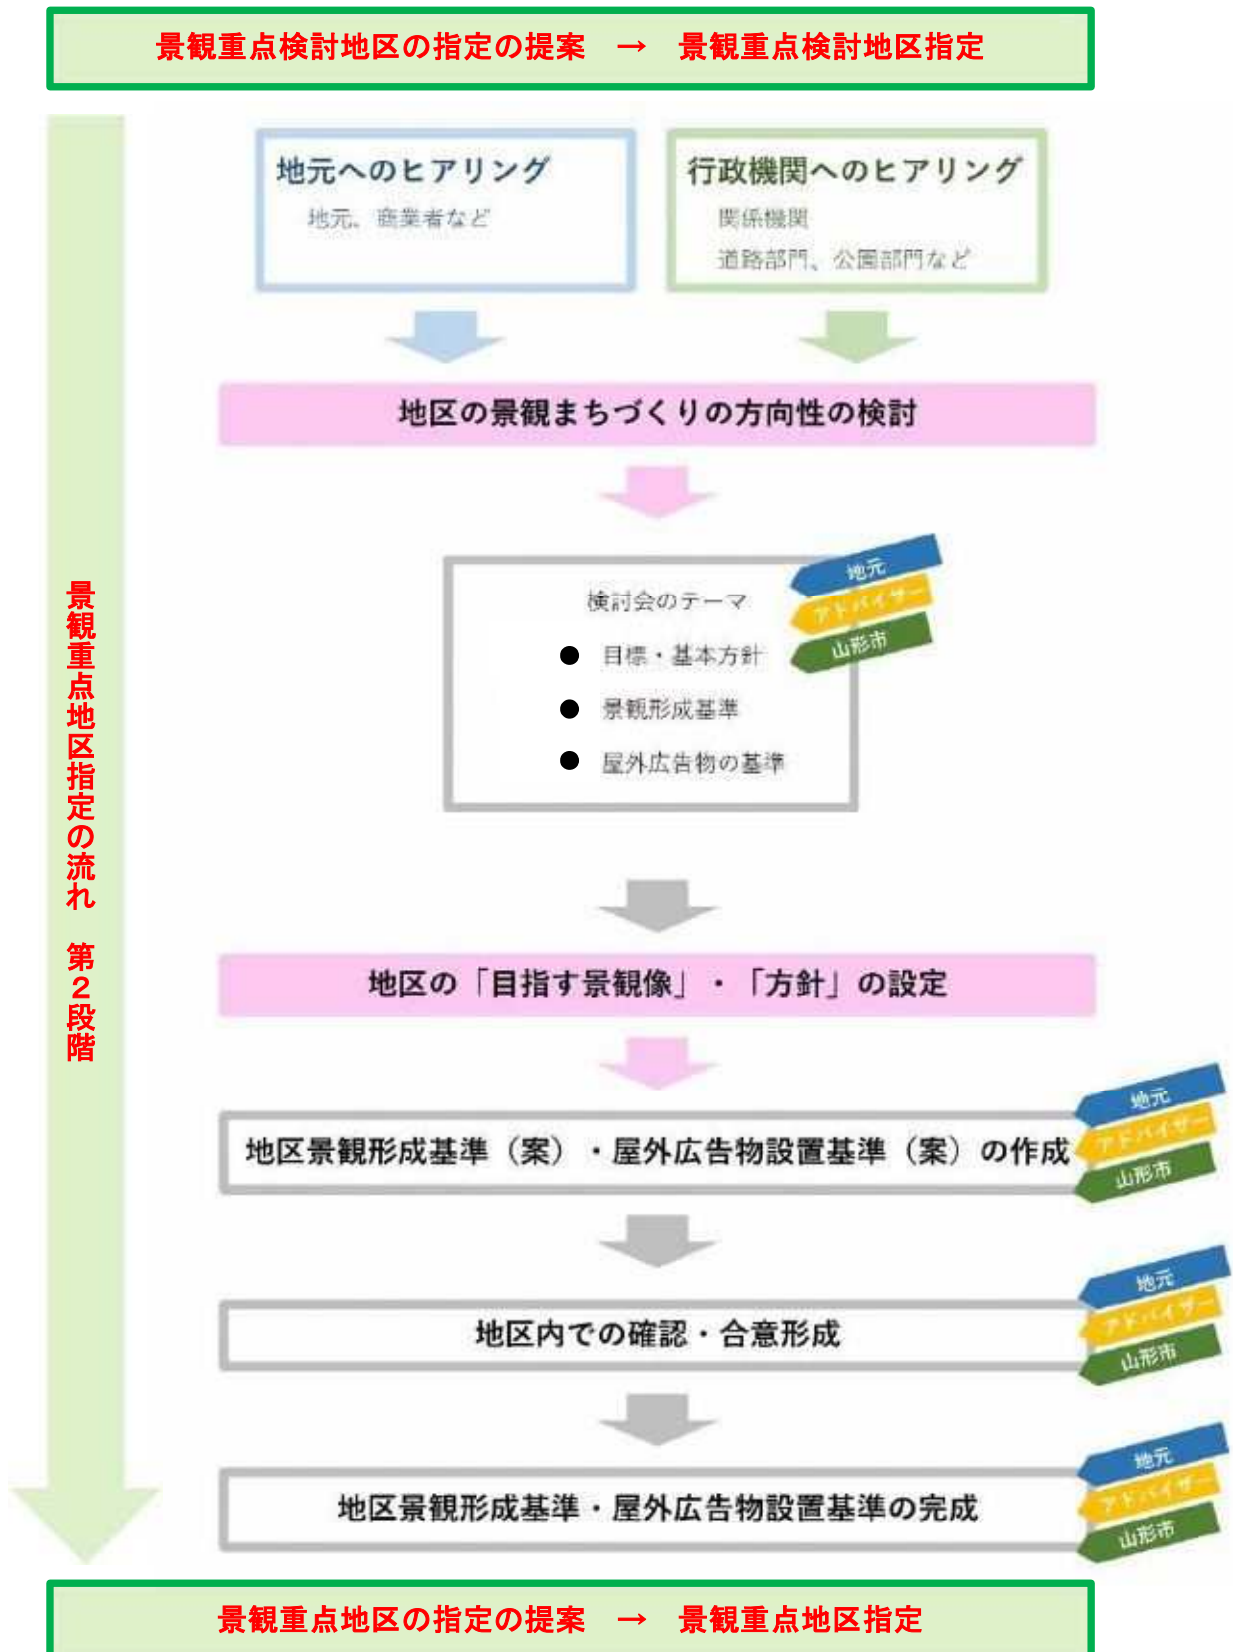 景観重点検討地区の指定の提案　→　景観重点検討地区指定
地元へのヒアリング
地元、商業者など
行政機関へのヒアリング
関係機関
道路部門、公園部門など
地区の景観まちづくりの方向性の検討
検討会のテーマ
● 目標・基本方針
● 景観形成基準
● 屋外広告物の基準
地元
アドバイザー
山形市
景観重点地区指定の流れ　第２段階
地区の「目指す景観像」・「方針」の設定
地区景観形成基準（案）・屋外広告物設置基準（案）の作成
地元
アドバイザー
山形市
地区内での確認・合意形成
地元
アドバイザー
山形市
地区景観形成基準・屋外広告物設置基準の完成
地元
アドバイザー
山形市
景観重点地区の指定の提案　→　景観重点地区指定